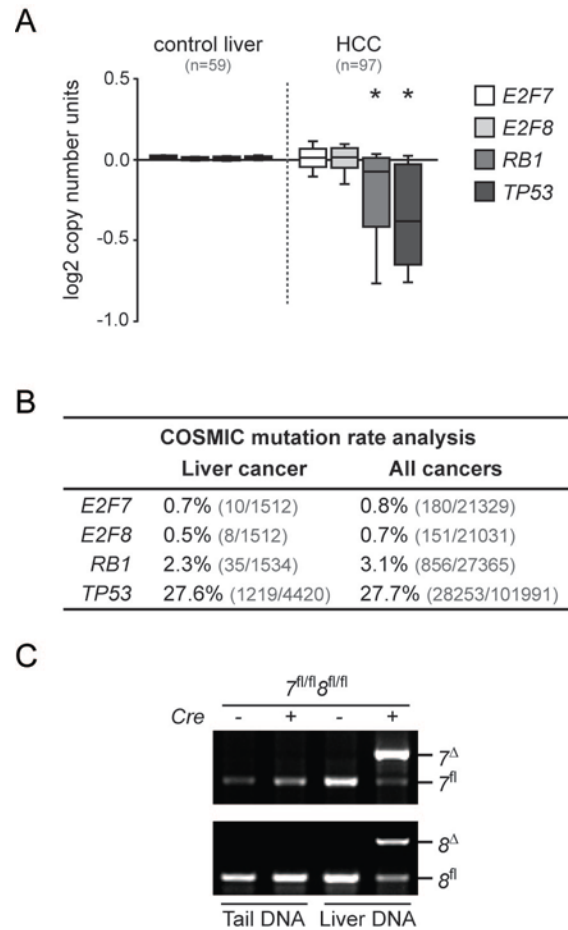 A
control liver
(n=59)
HCC
(n=97)
log2 copy number units
0.5
0.0
-0.5
-1.0
* *
E2F7
E2F8
RB1
TP53
B
COSMIC mutation rate analysis
Liver cancer All cancers
E2F7 0.7% (10/1512) 0.8% (180/21329)
E2F8 0.5% (8/1512) 0.7% (151/21031)
RB1 2.3% (35/1534) 3.1% (856/27365)
TP53 27.6% (1219/4420) 27.7% (28253/101991)
C
7fl/fl8fl/fl
Cre - + - +
7Δ
7fl
8Δ
8fl
Tail DNA Liver DNA